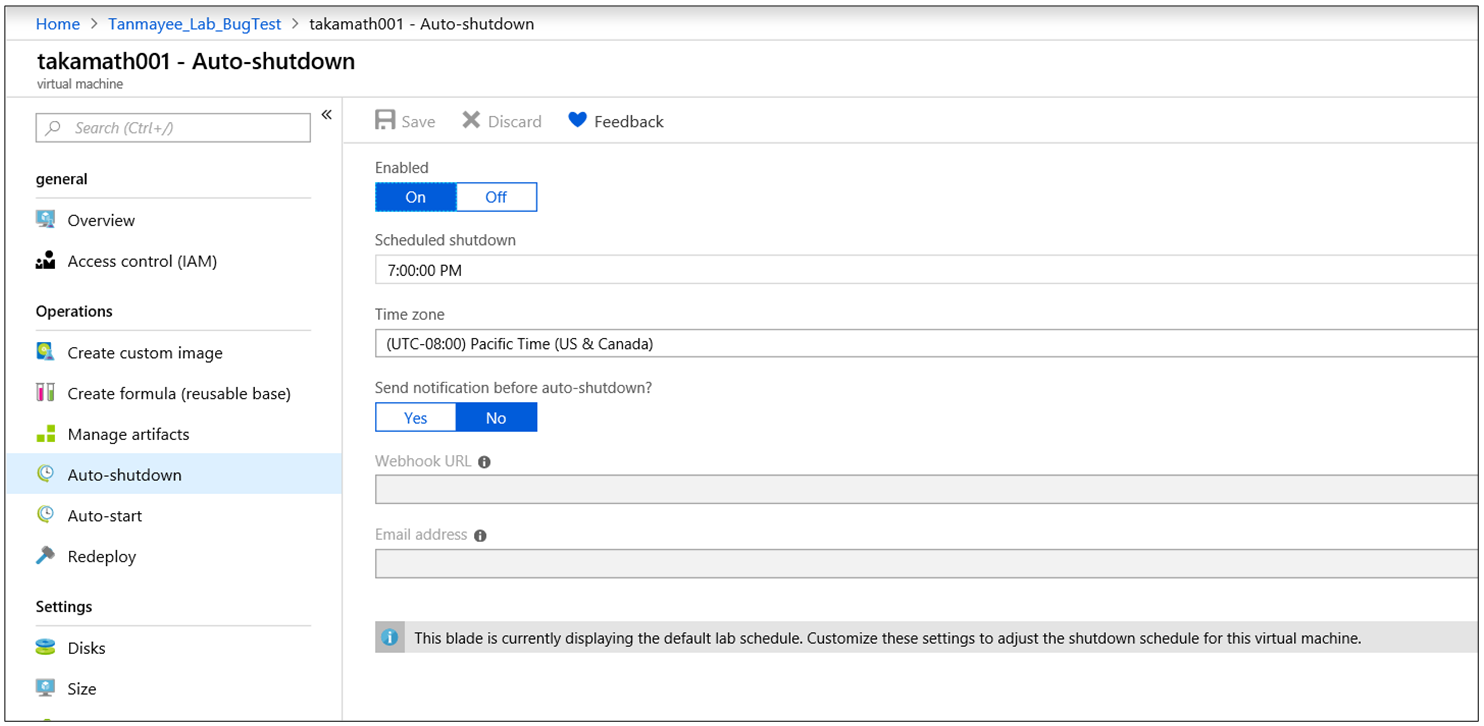 Home > Tanmayee_Lab_BugTest > takamath001 - Auto-shutdown
takamath001 - Auto-shutdown
virtual machine
Search (Ctrl+/)
«
general
Overview
Access control (IAM)
Operations
Create custom image
Create formula (reusable base)
Manage artifacts
Auto-shutdown
Auto-start
Redeploy
Settings
Disks
Size
Save Discard Feedback
Enabled
On Off
Scheduled shutdown
7:00:00 PM
Time zone
(UTC-08:00) Pacific Time (US & Canada)
Send notification before auto-shutdown?
Yes No
Webhook URL
Email address
This blade is currently displaying the default lab schedule. Customize these settings to adjust the shutdown schedule for this virtual machine.